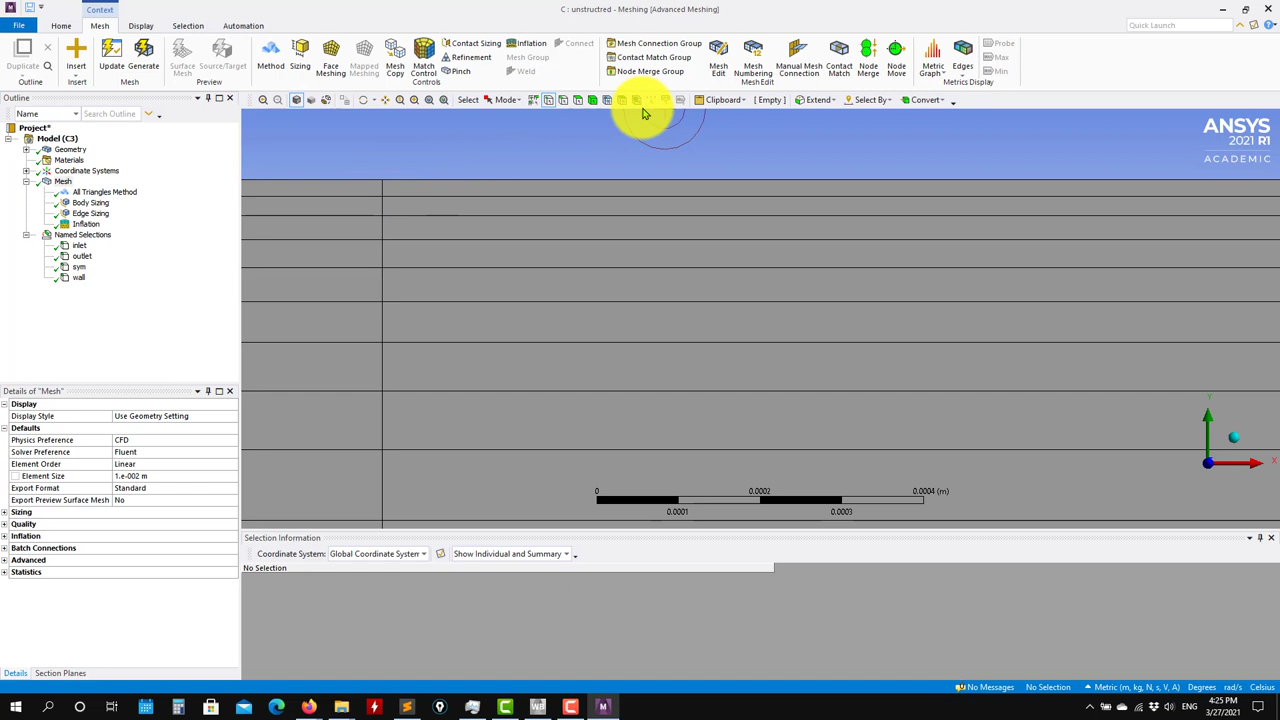 Context
C : unstructred - Meshing [Advanced Meshing]
File
Home
Mesh
Display
Selection
Automation
Quick Launch
Duplicate
Outline
Insert
Insert
Update
Generate
Mesh
Surface
Mesh
Source/Target
Preview
Method
Sizing
Face
Meshing
Mapped
Meshing
Mesh
Copy
Match
Control
Controls
Contact Sizing
Refinement
Pinch
Inflation
Mesh Group
Weld
Connect
Mesh Connection Group
Contact Match Group
Node Merge Group
Mesh
Edit
Mesh
Numbering
Manual Mesh
Connection
Contact
Match
Node
Merge
Node
Move
Mesh Edit
Metric
Graph
Edges
Probe
Max
Min
Metrics Display
Outline
Select
Mode
Clipboard
[ Empty ]
Extend
Select By
Convert
Name
Search Outline
Project*
Model (C3)
Geometry
Materials
Coordinate Systems
Mesh
All Triangles Method
Body Sizing
Edge Sizing
Inflation
Named Selections
inlet
outlet
sym
wall
ANSYS
2021 R1
ACADEMIC
Details of "Mesh"
Display
Display Style Use Geometry Setting
Defaults
Physics Preference CFD
Solver Preference Fluent
Element Order Linear
Element Size 1.e-002 m
Export Format Standard
Export Preview Surface Mesh No
Sizing
Quality
Inflation
Batch Connections
Advanced
Statistics
Y
X
0 0.0002 0.0004 (m)
0.0001 0.0003
Selection Information
Coordinate System: Global Coordinate System
Show Individual and Summary
No Selection
Details
Section Planes
No Messages
No Selection
Metric (m, kg, N, s, V, A)
Degrees
rad/s
Celsius
WB
M
ENG
4:25 PM
3/27/2021